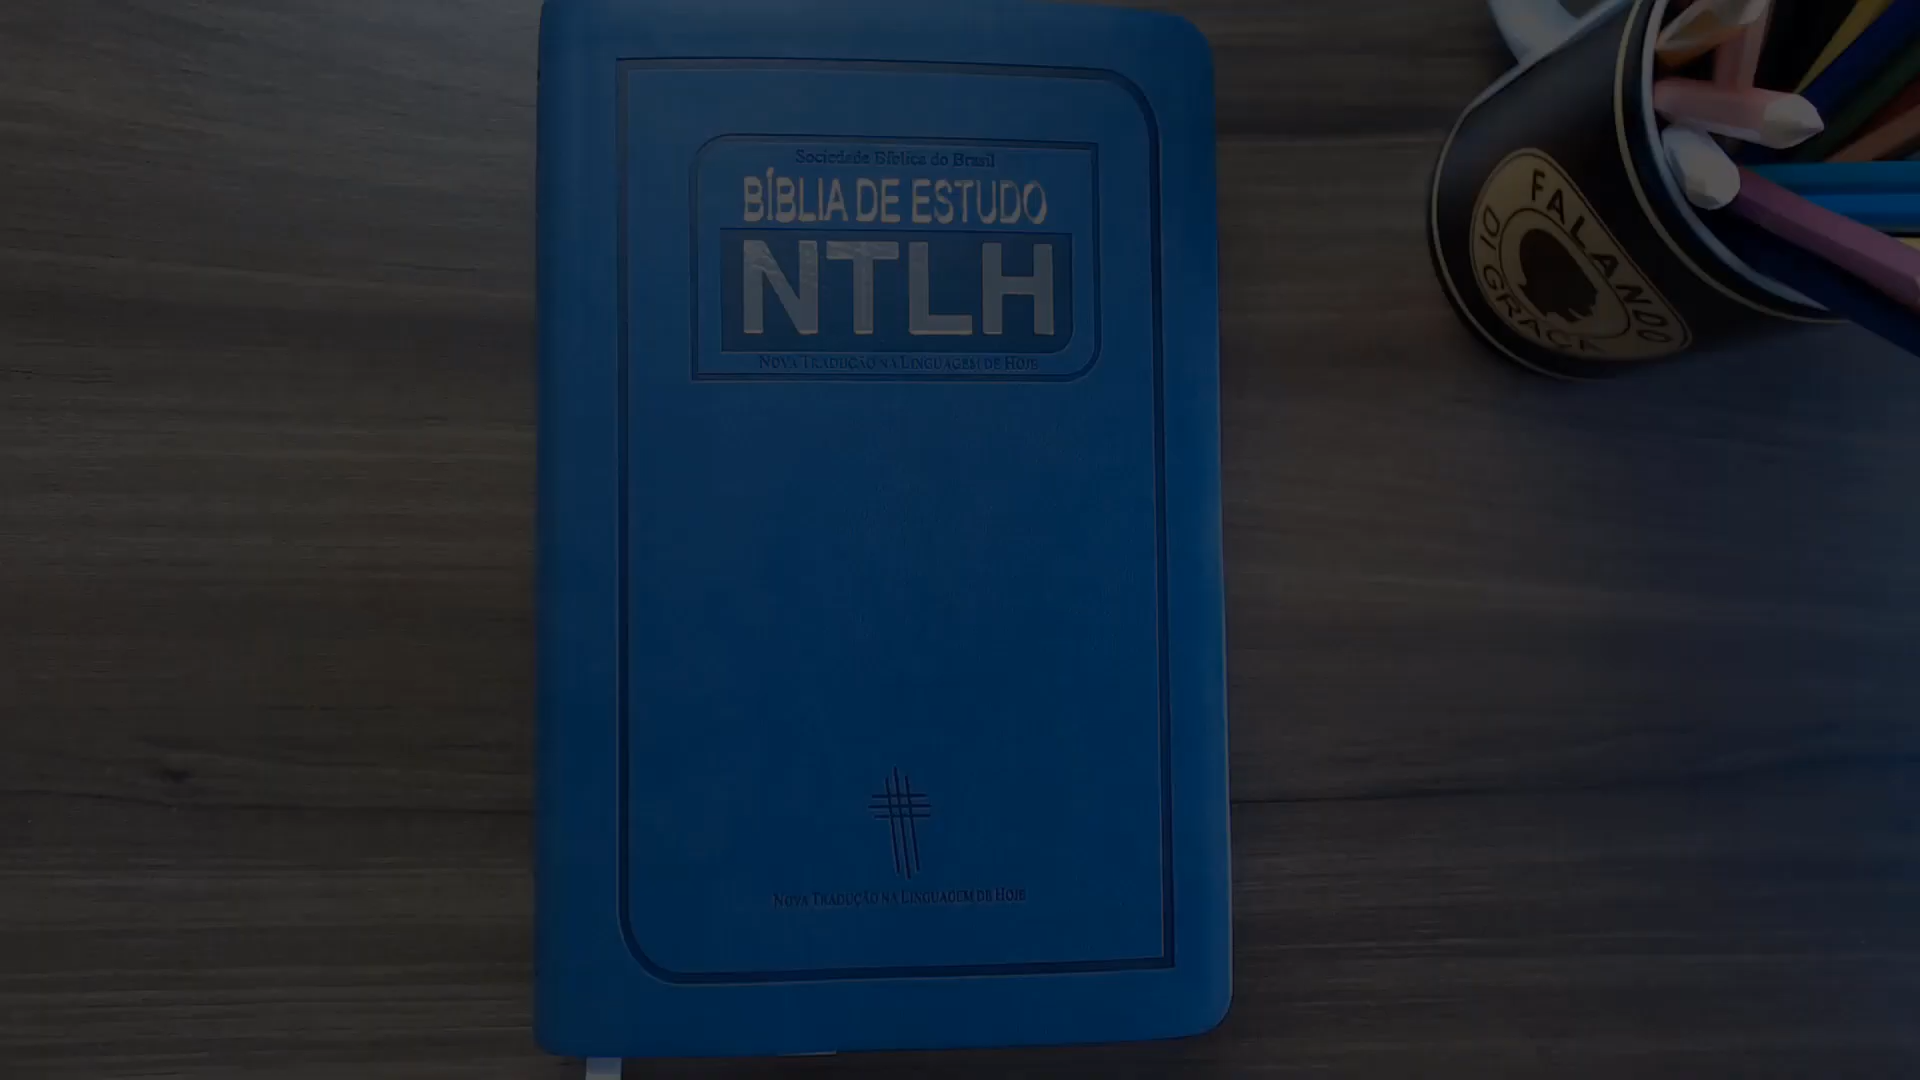 Sociedade Bíblica do Brasil
BÍBLIA DE ESTUDO
NTLH
NOVA TRADUÇÃO NA LINGUAGEM DE HOJE
NOVA TRADUÇÃO NA LINGUAGEM DE HOJE
FALANDO
DI GRAÇA